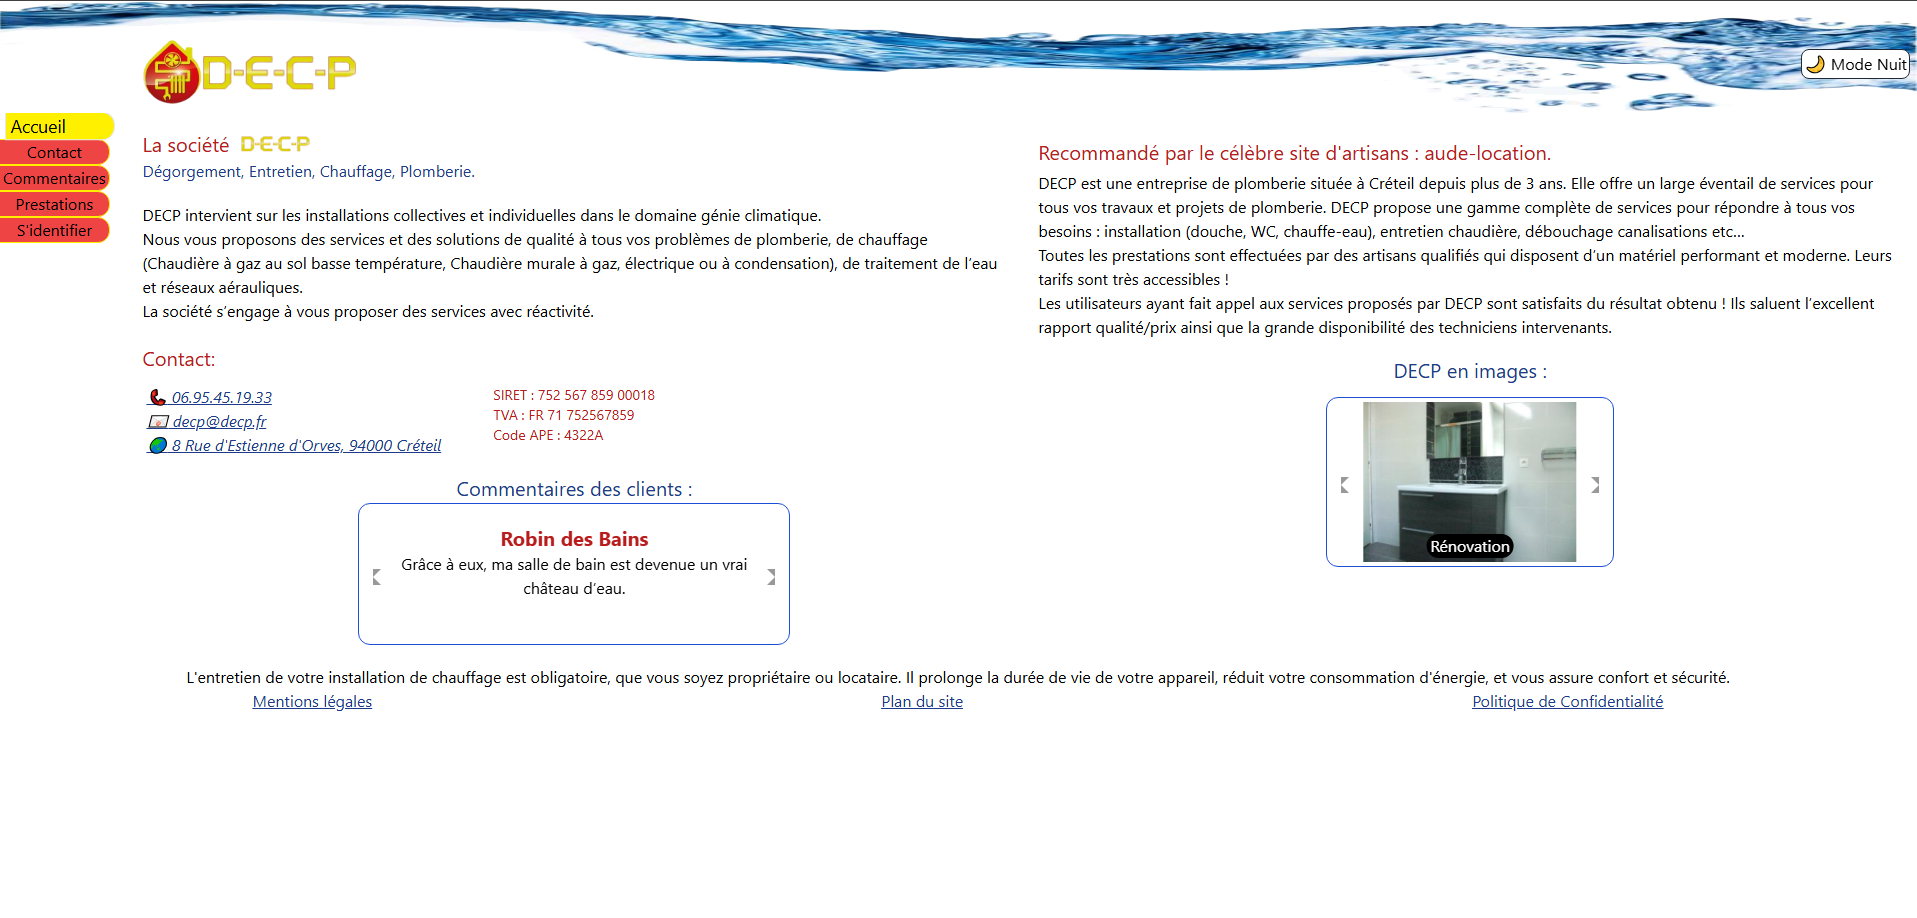 D-E-C-P
Mode Nuit
Accueil
Contact
Commentaires
Prestations
S'identifier
La société D-E-C-P
Dégorgement, Entretien, Chauffage, Plomberie.
DECP intervient sur les installations collectives et individuelles dans le domaine génie climatique.
Nous vous proposons des services et des solutions de qualité à tous vos problèmes de plomberie, de chauffage
(Chaudière à gaz au sol basse température, Chaudière murale à gaz, électrique ou à condensation), de traitement de l’eau
et réseaux aérauliques.
La société s’engage à vous proposer des services avec réactivité.
Contact:
06.95.45.19.33
decp@decp.fr
8 Rue d'Estienne d'Orves, 94000 Créteil
SIRET : 752 567 859 00018
TVA : FR 71 752567859
Code APE : 4322A
Commentaires des clients :
Robin des Bains
Grâce à eux, ma salle de bain est devenue un vrai
château d’eau.
Recommandé par le célèbre site d'artisans : aude-location.
DECP est une entreprise de plomberie située à Créteil depuis plus de 3 ans. Elle offre un large éventail de services pour
tous vos travaux et projets de plomberie. DECP propose une gamme complète de services pour répondre à tous vos
besoins : installation (douche, WC, chauffe-eau), entretien chaudière, débouchage canalisations etc...
Toutes les prestations sont effectuées par des artisans qualifiés qui disposent d’un matériel performant et moderne. Leurs
tarifs sont très accessibles !
Les utilisateurs ayant fait appel aux services proposés par DECP sont satisfaits du résultat obtenu ! Ils saluent l’excellent
rapport qualité/prix ainsi que la grande disponibilité des techniciens intervenants.
DECP en images :
Rénovation
L'entretien de votre installation de chauffage est obligatoire, que vous soyez propriétaire ou locataire. Il prolonge la durée de vie de votre appareil, réduit votre consommation d'énergie, et vous assure confort et sécurité.
Mentions légales
Plan du site
Politique de Confidentialité